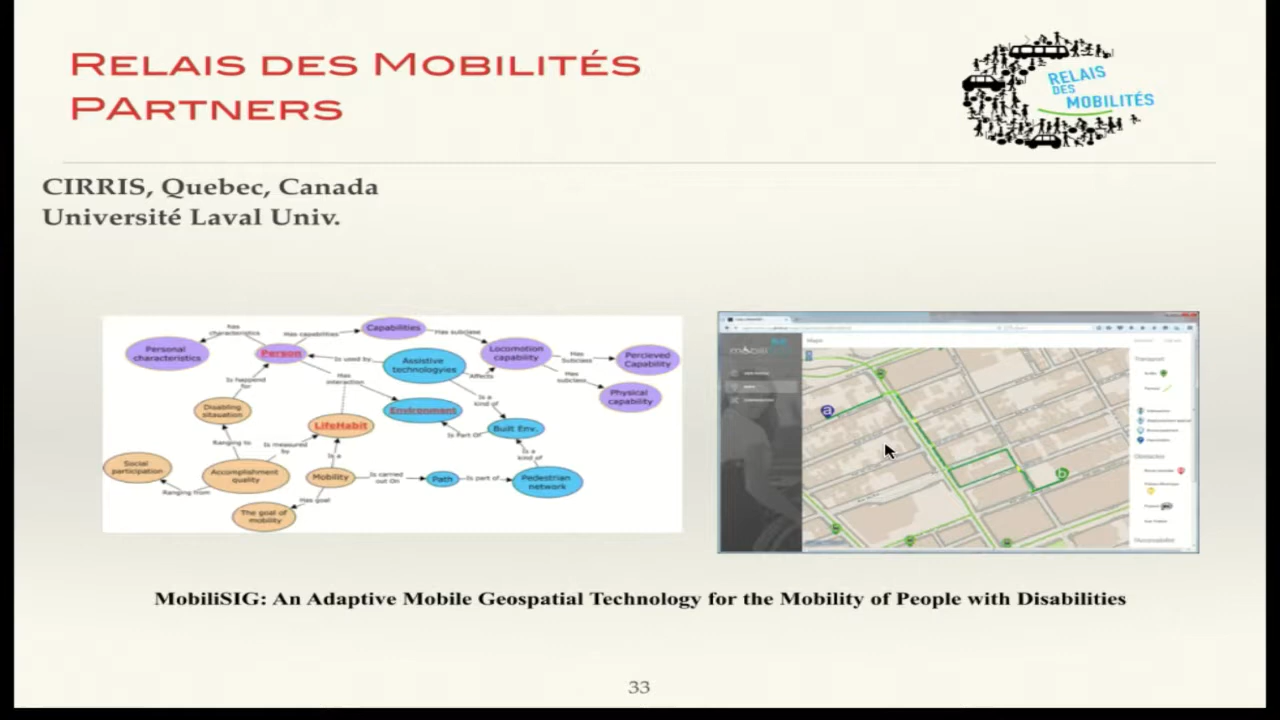 RELAIS DES MOBILITÉS
PARTNERS
RELAIS
DES
MOBILITÉS
CIRRIS, Quebec, Canada
Université Laval Univ.
has
characteristics
Has capabilities
Capabilities
Has subclass
Personal
characteristics
Person
Is used by
Assistive
technologyies
Locomotion
capability
Has
Subclass
Percieved
Capability
Has
interaction
Affects
Has
subclass
Physical
capability
Is happend
for
Is a
kind of
Disabling
sitauation
Environment
LifeHabit
Is Part Of
Built Env.
Ranging to
Is measured
by
Is a
Is a
kind of
Social
participation
Accomplishment
quality
Mobility
Is carried
out On
Path
Is part of
Pedestrian
network
Ranging from
Has goal
The goal of
mobility
mobili
Maps
Transport
a
b
Obstacles
MobiliSIG: An Adaptive Mobile Geospatial Technology for the Mobility of People with Disabilities
33